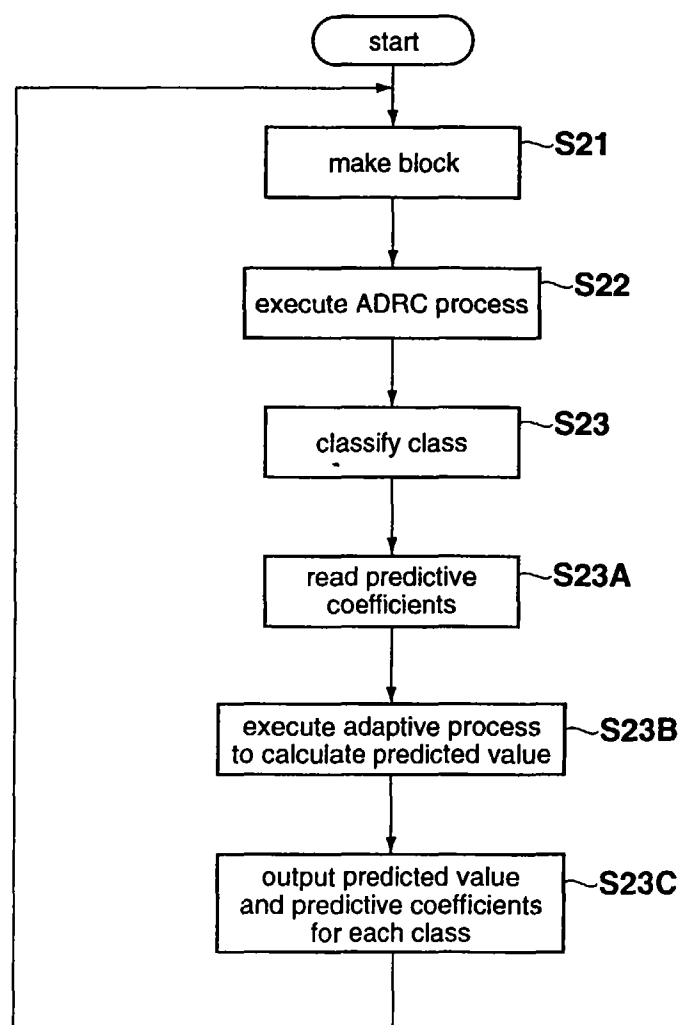 start
make block
S21
execute ADRC process
S22
classify class
S23
read predictive
coefficients
S23A
execute adaptive process
to calculate predicted value
S23B
output predicted value
and predictive coefficients
for each class
S23C